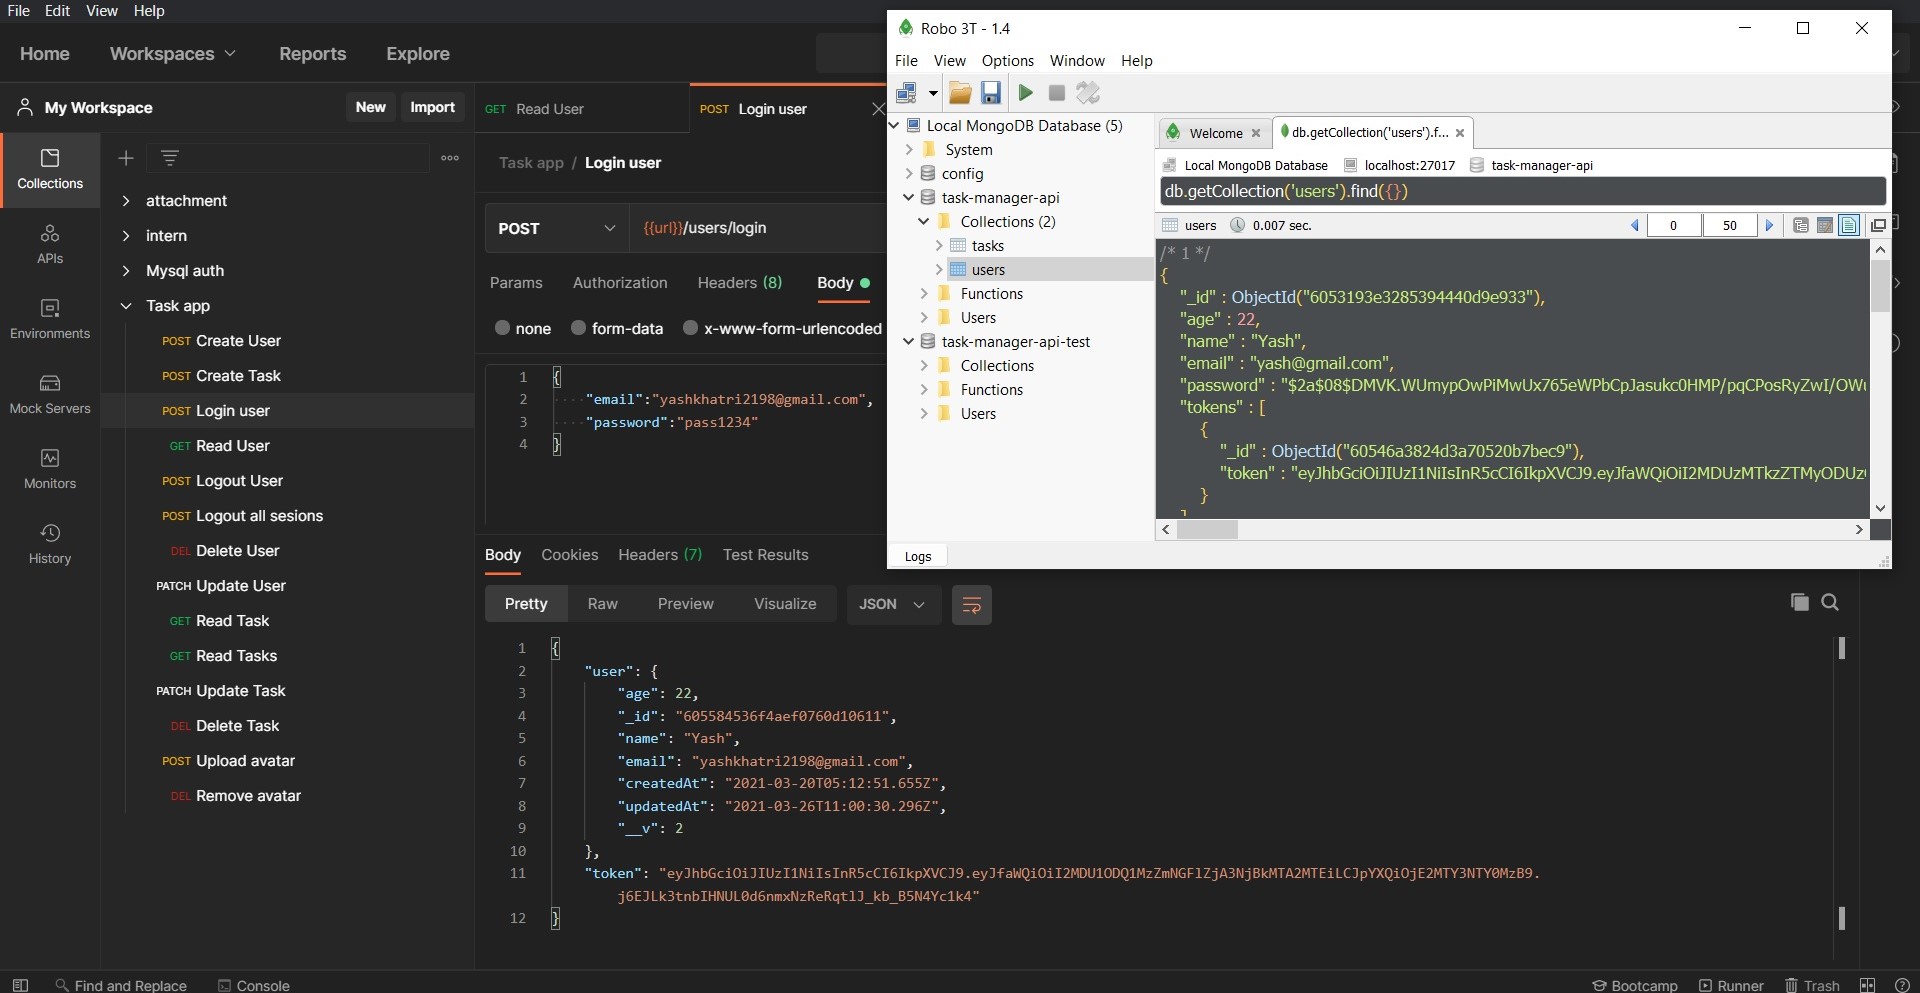 File Edit View Help
Home Workspaces Reports Explore
My Workspace New Import
GET Read User
POST Login user
Collections
APIs
Environments
Mock Servers
Monitors
History
attachment
intern
Mysql auth
Task app
POST Create User
POST Create Task
POST Login user
GET Read User
POST Logout User
POST Logout all sesions
DEL Delete User
PATCH Update User
GET Read Task
GET Read Tasks
PATCH Update Task
DEL Delete Task
POST Upload avatar
DEL Remove avatar
Task app / Login user
POST {{url}}/users/login
Params Authorization Headers (8) Body
none form-data x-www-form-urlencoded
1 {
2 "email":"yashkhatri2198@gmail.com",
3 "password":"pass1234"
4 }
Body Cookies Headers (7) Test Results
Pretty Raw Preview Visualize JSON
1 {
2 "user": {
3 "age": 22,
4 "_id": "605584536f4aef0760d10611",
5 "name": "Yash",
6 "email": "yashkhatri2198@gmail.com",
7 "createdAt": "2021-03-20T05:12:51.655Z",
8 "updatedAt": "2021-03-26T11:00:30.296Z",
9 "__v": 2
10 },
11 "token": "eyJhbGciOiJIUzI1NiIsInR5cCI6IkpXVCJ9.eyJfaWQiOiI2MDU1ODQ1MzZmNGFlZjA3NjBkMTA2MTEiLCJpYXQiOjE2MTY3NTY0MzB9.
j6EJLk3tnbIHNUL0d6nmxNzReRqtlJ_kb_B5N4Yc1k4"
12 }
Robo 3T - 1.4
File View Options Window Help
Local MongoDB Database (5)
System
config
task-manager-api
Collections (2)
tasks
users
Functions
Users
task-manager-api-test
Collections
Functions
Users
Welcome
db.getCollection('users').f...
Local MongoDB Database localhost:27017 task-manager-api
db.getCollection('users').find({})
users 0.007 sec. 0 50
/* 1 */
{
"_id" : ObjectId("6053193e3285394440d9e933"),
"age" : 22,
"name" : "Yash",
"email" : "yash@gmail.com",
"password" : "$2a$08$DMVK.WUmypOwPiMwUx765eWPbCpJasukc0HMP/pqCPosRyZwI/OWu
"tokens" : [
{
"_id" : ObjectId("60546a3824d3a70520b7bec9"),
"token" : "eyJhbGciOiJIUzI1NiIsInR5cCI6IkpXVCJ9.eyJfaWQiOiI2MDUzMTkzZTMyODUz
}
]
Logs
Find and Replace Console
Bootcamp Runner Trash